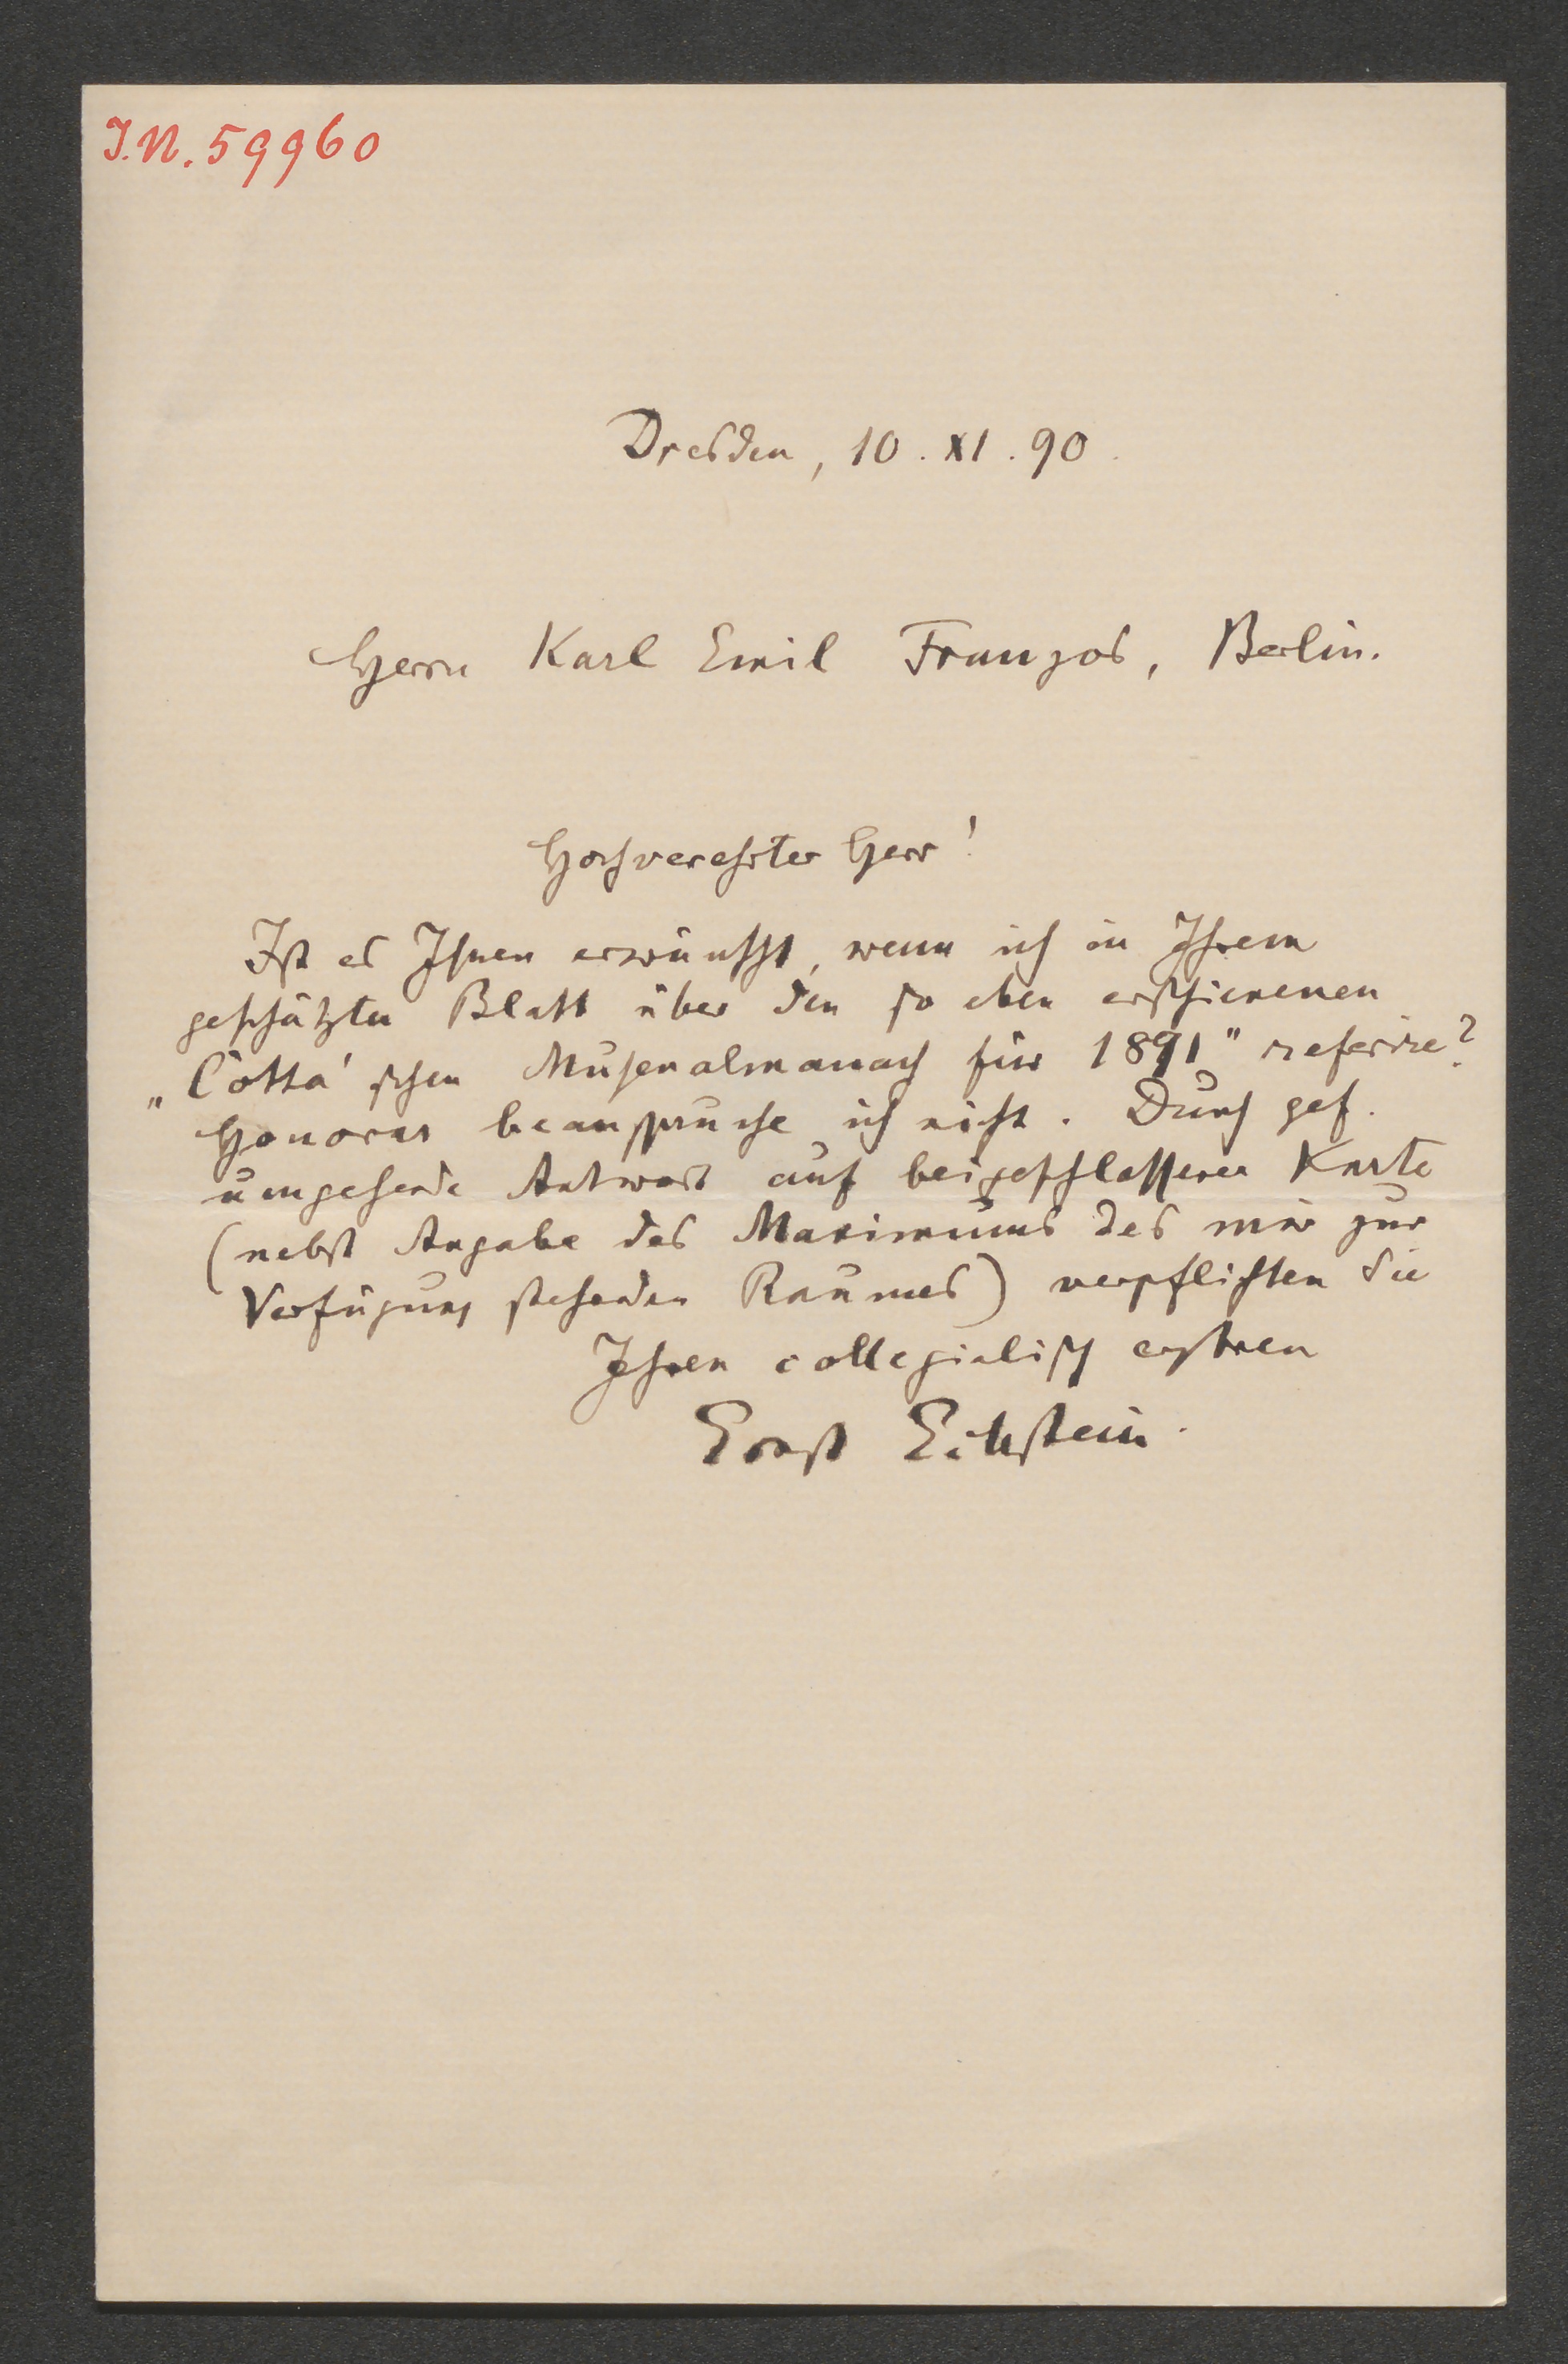 I.N. 59960
Dresden, 10. XI. 90.
Herrn Karl Emil Franzos, Berlin.
Hochverehrter Herr!
Ist es Ihnen erwünscht, wenn ich in Ihrem
geschätzten Blatt über den so eben erschienenen
„Cotta'schen Musenalmanach für 1891" referire?
Honorar beanspruche ich nicht. Durch gef.
umgehende Antwort auf beigeschlossener Karte
(nebst Angabe des Maximums des mir zur
Verfügung stehenden Raumes) verpflichten Sie
Ihren collegialisch ergebenen
Ernst Eckstein.